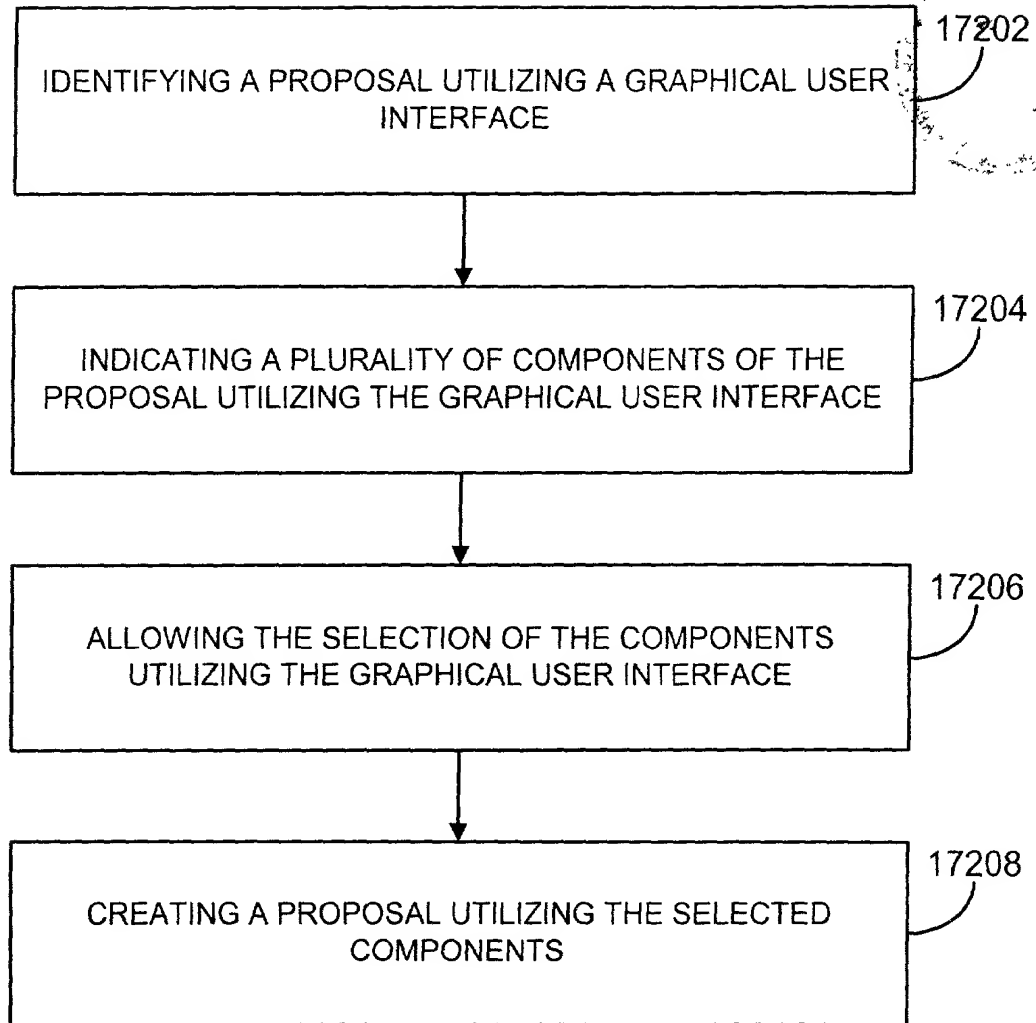 17202
IDENTIFYING A PROPOSAL UTILIZING A GRAPHICAL USER
INTERFACE
17204
INDICATING A PLURALITY OF COMPONENTS OF THE
PROPOSAL UTILIZING THE GRAPHICAL USER INTERFACE
17206
ALLOWING THE SELECTION OF THE COMPONENTS
UTILIZING THE GRAPHICAL USER INTERFACE
17208
CREATING A PROPOSAL UTILIZING THE SELECTED
COMPONENTS